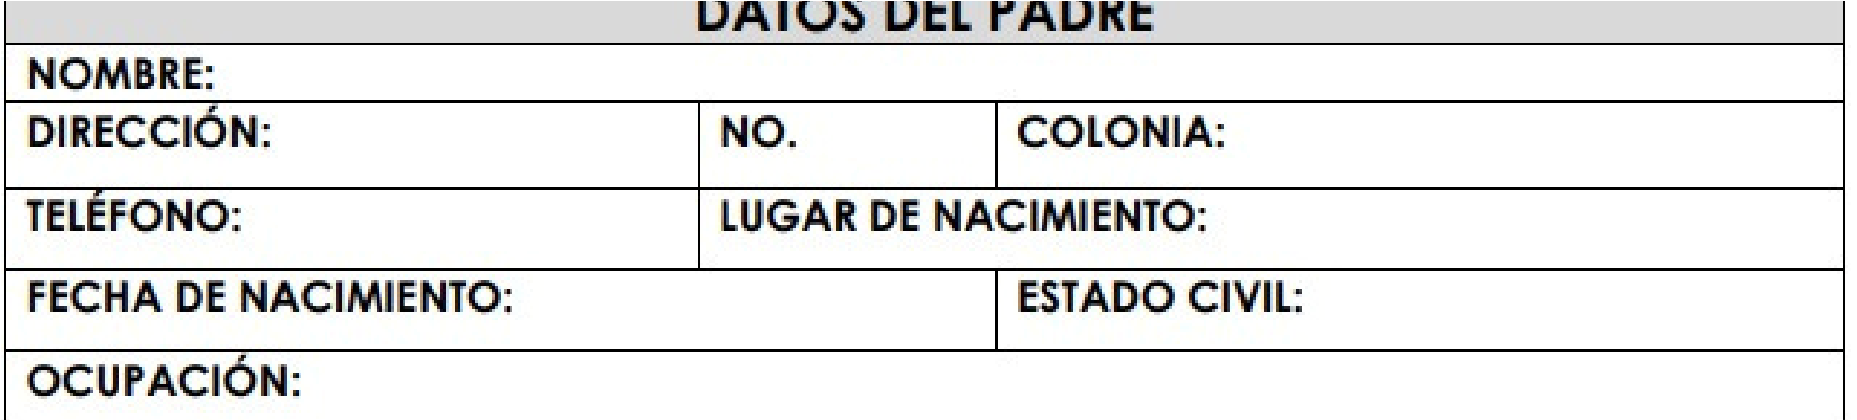 DATOS DEL PADRE
NOMBRE:
DIRECCIÓN: NO. COLONIA:
TELÉFONO: LUGAR DE NACIMIENTO:
FECHA DE NACIMIENTO: ESTADO CIVIL:
OCUPACIÓN: